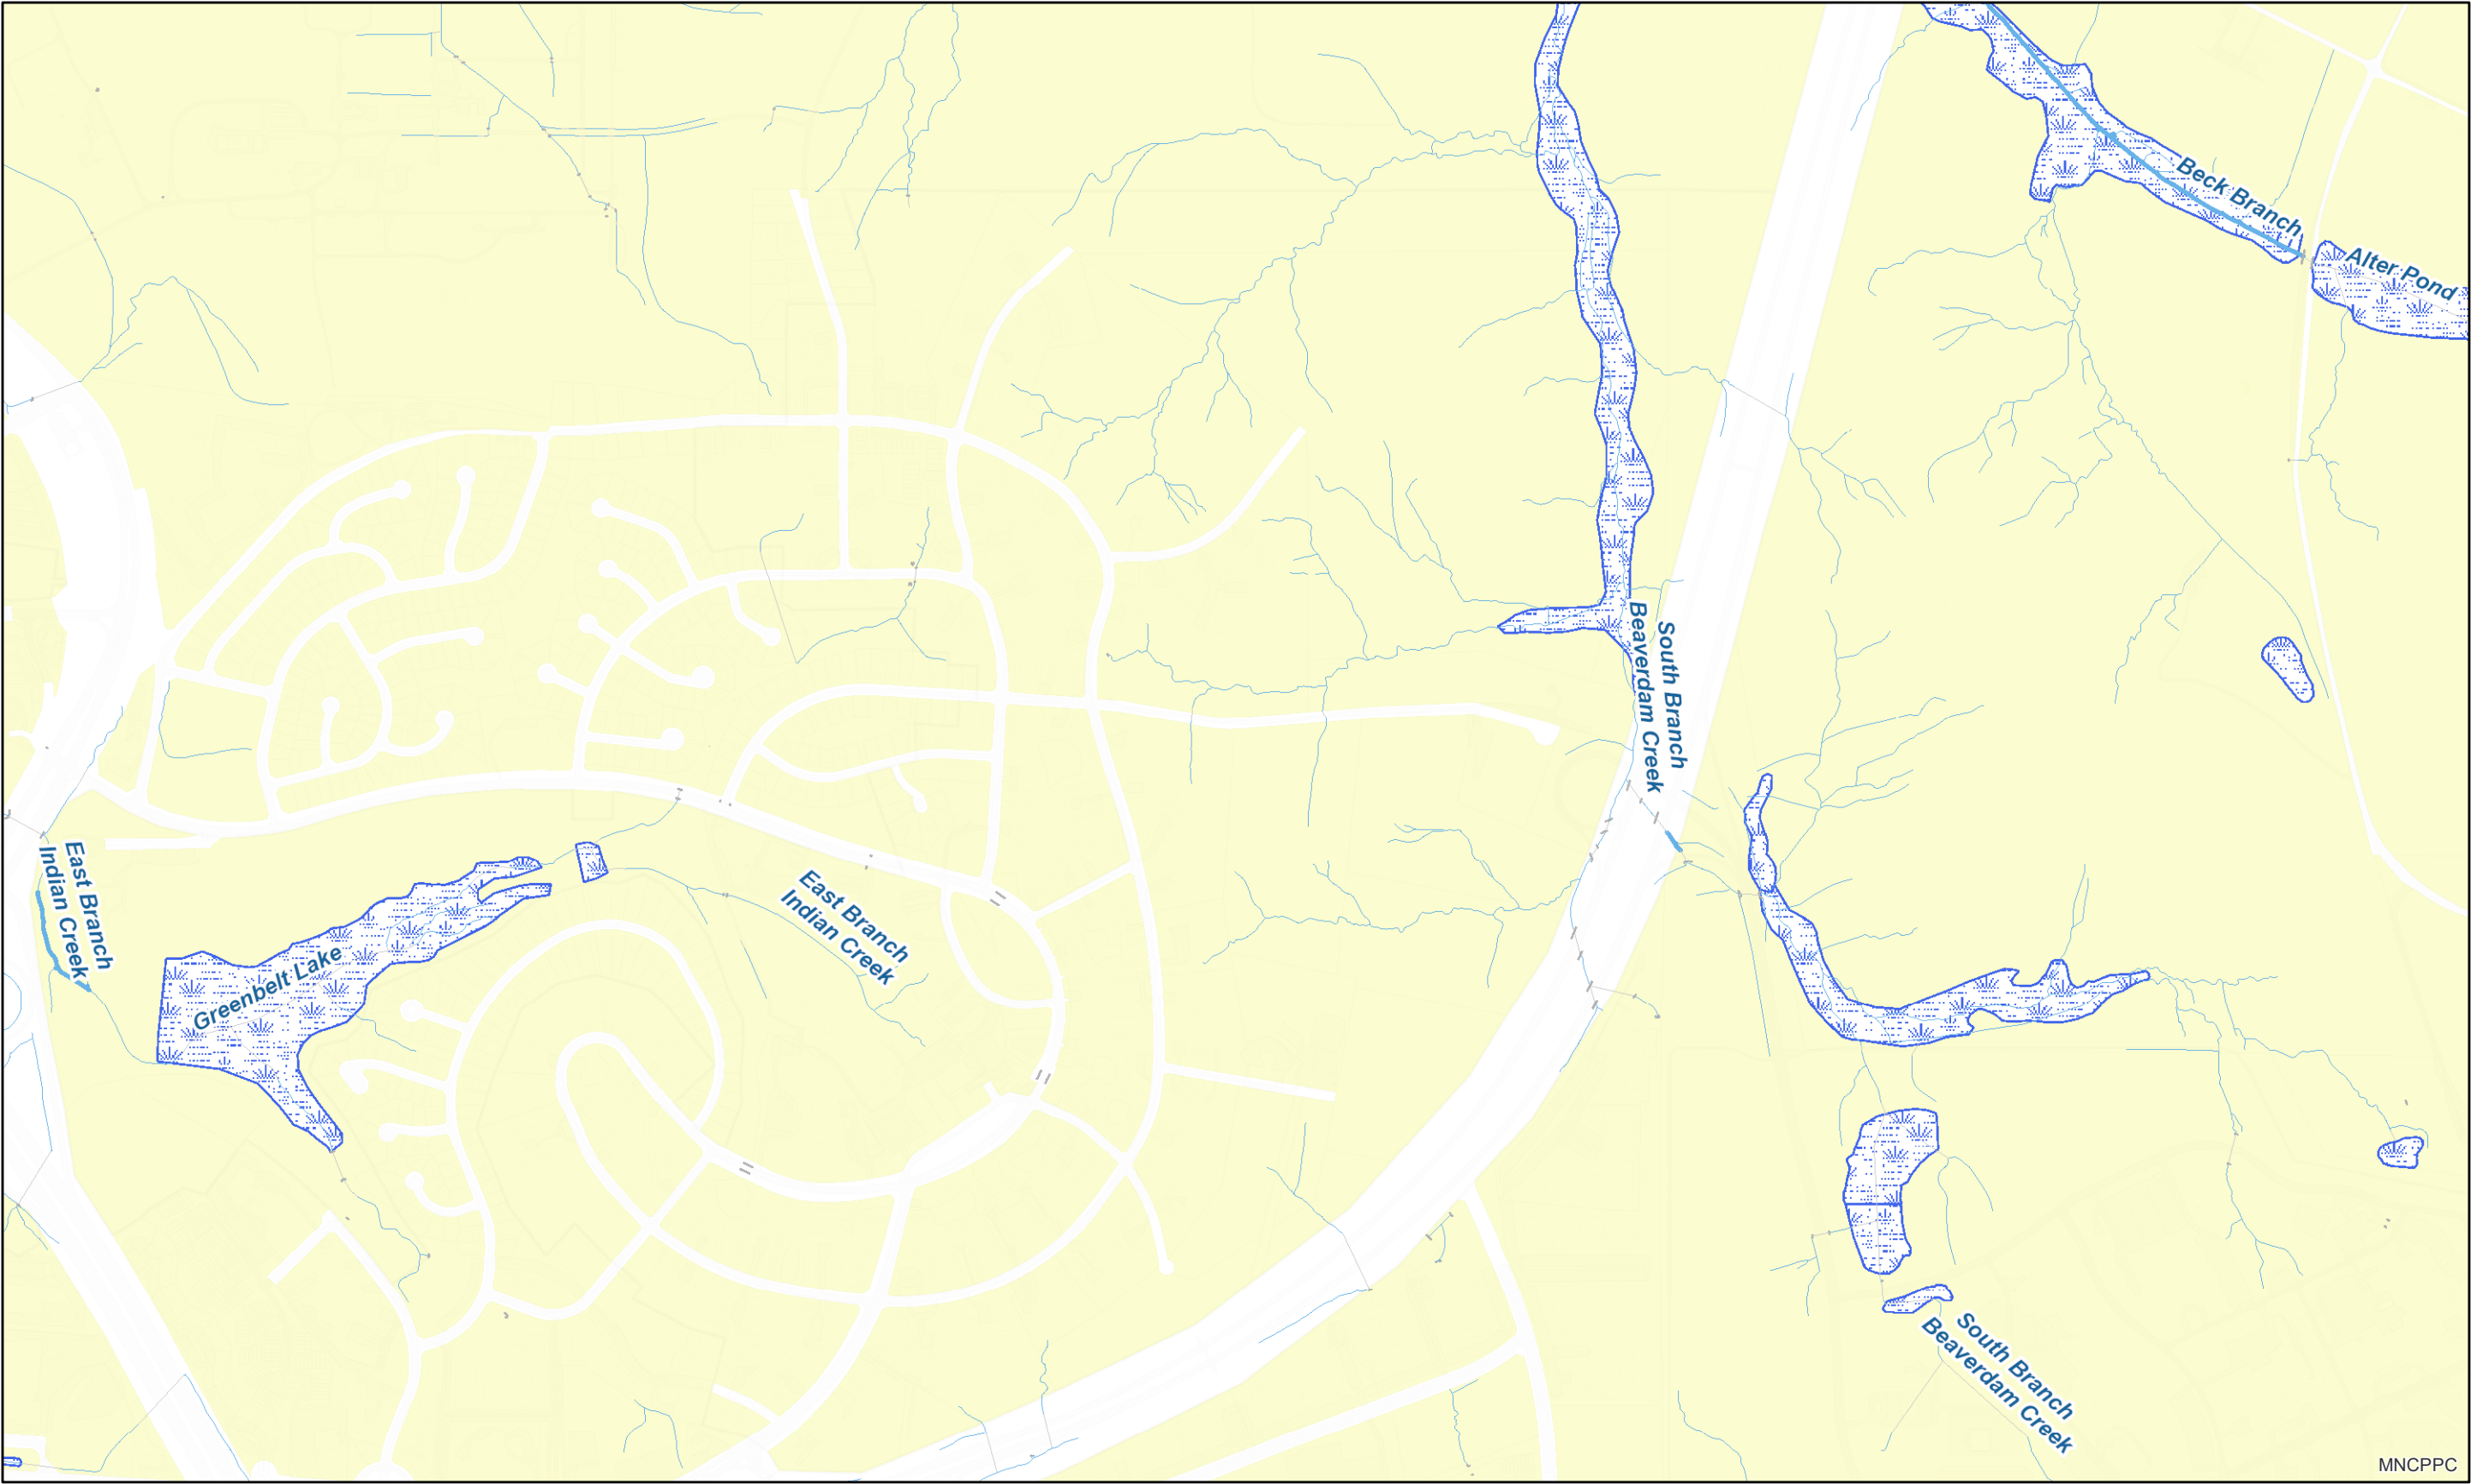 Beck Branch
Alter Pond
South Branch
Beaverdam Creek
East Branch
Indian Creek
East Branch
Indian Creek
Greenbelt Lake
South Branch
Beaverdam Creek
MNCPPC